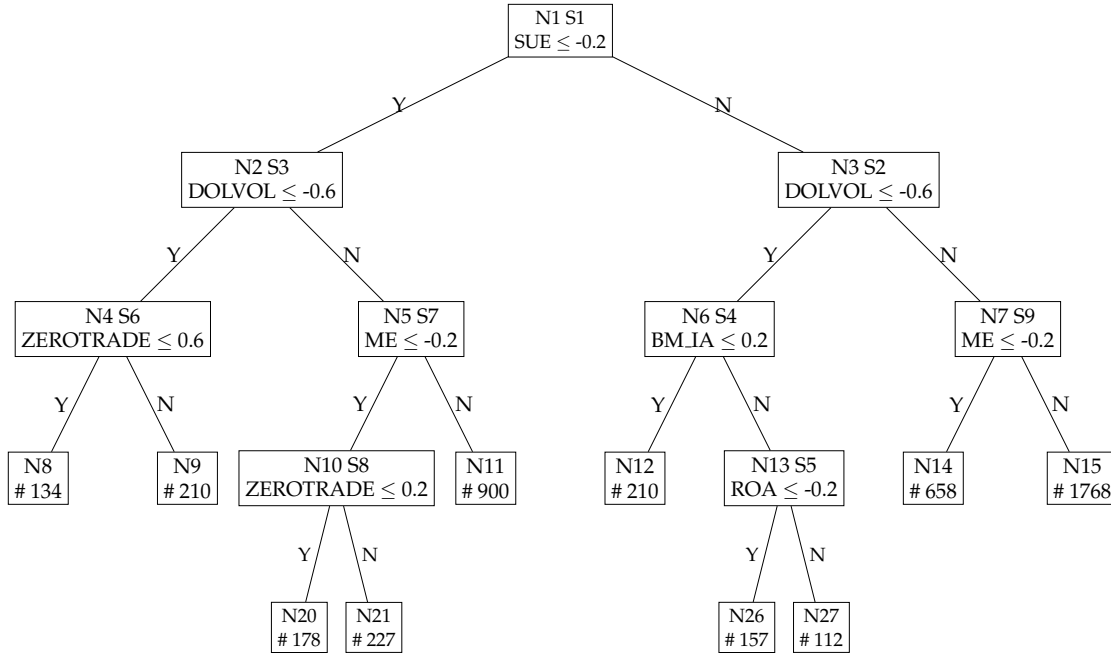 N1 S1
SUE ≤ -0.2
Y
N
N2 S3
DOLVOL ≤ -0.6
N3 S2
DOLVOL ≤ -0.6
Y
N
Y
N
N4 S6
ZEROTRADE ≤ 0.6
N5 S7
ME ≤ -0.2
N6 S4
BM_IA ≤ 0.2
N7 S9
ME ≤ -0.2
Y
N
Y
N
Y
N
Y
N
N8
# 134
N9
# 210
N10 S8
ZEROTRADE ≤ 0.2
N11
# 900
N12
# 210
N13 S5
ROA ≤ -0.2
N14
# 658
N15
# 1768
Y
N
Y
N
N20
# 178
N21
# 227
N26
# 157
N27
# 112